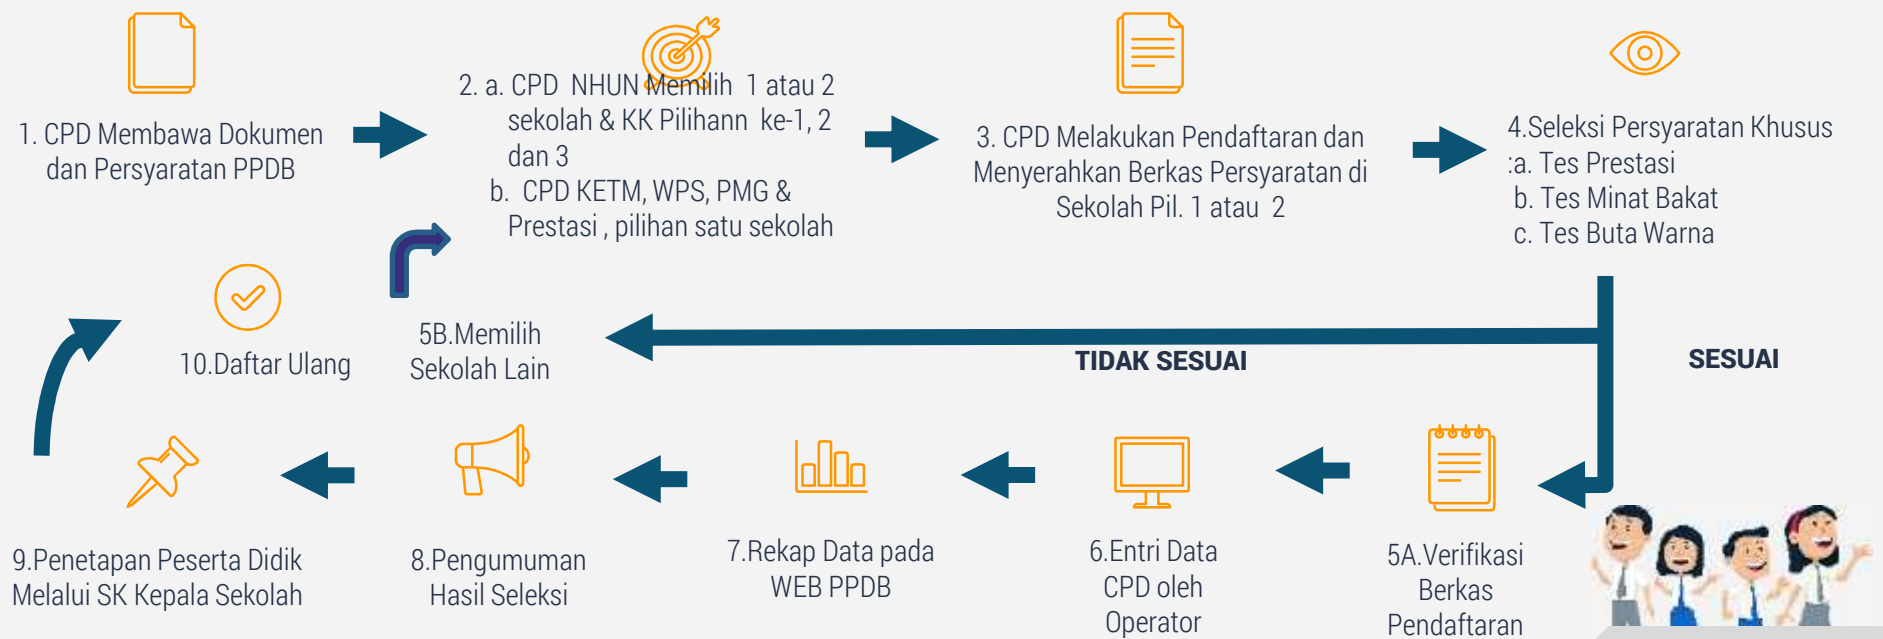 1. CPD Membawa Dokumen
dan Persyaratan PPDB
2. a. CPD NHUN Memilih 1 atau 2
sekolah & KK Pilihann ke-1, 2
dan 3
b. CPD KETM, WPS, PMG &
Prestasi , pilihan satu sekolah
3. CPD Melakukan Pendaftaran dan
Menyerahkan Berkas Persyaratan di
Sekolah Pil. 1 atau 2
4.Seleksi Persyaratan Khusus
:a. Tes Prestasi
b. Tes Minat Bakat
c. Tes Buta Warna
10.Daftar Ulang
5B.Memilih
Sekolah Lain
TIDAK SESUAI
SESUAI
9.Penetapan Peserta Didik
Melalui SK Kepala Sekolah
8.Pengumuman
Hasil Seleksi
7.Rekap Data pada
WEB PPDB
6.Entri Data
CPD oleh
Operator
5A.Verifikasi
Berkas
Pendaftaran